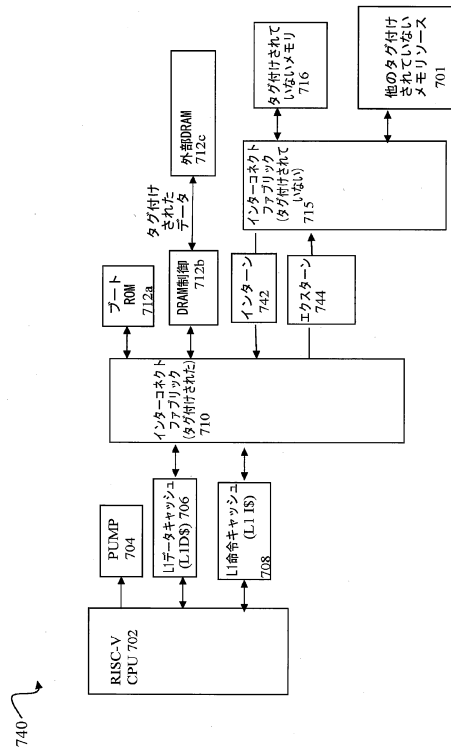 740
RISC-V
CPU 702
PUMP
704
L1データキャッシュ
(L1D$) 706
L1命令キャッシュ
(L1 I$)
708
インターコネクト
ファブリック
(タグ付けされた)
710
ブート
ROM
712a
DRAM制御
712b
タグ付け
された
データ
外部DRAM
712c
インターン
742
エクスターン
744
インターコネクト
ファブリック
(タグ付けされて
いない)
715
タグ付けされて
いないメモリ
716
他のタグ付け
されていない
メモリソース
701